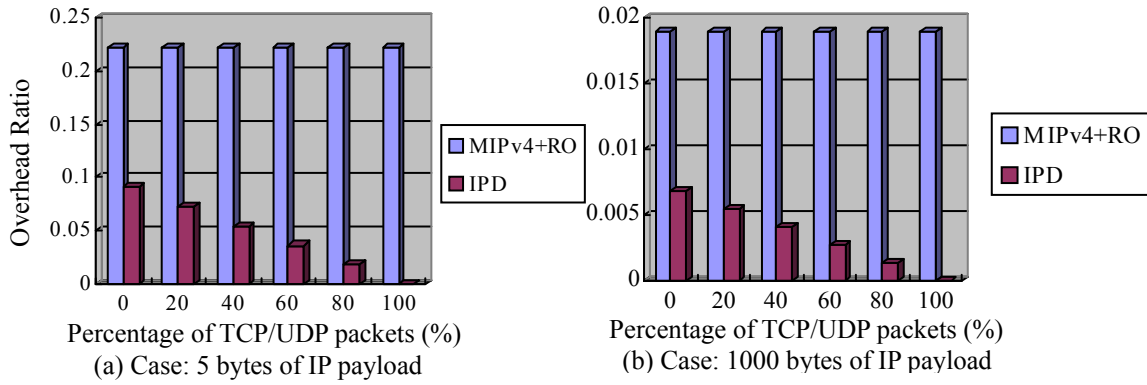 Overhead Ratio
0.25
0.2
0.15
0.1
0.05
0
0 20 40 60 80 100
Percentage of TCP/UDP packets (%)
(a) Case: 5 bytes of IP payload
MIPv4+RO
IPD
0.02
0.015
0.01
0.005
0
0 20 40 60 80 100
Percentage of TCP/UDP packets (%)
(b) Case: 1000 bytes of IP payload
MIPv4+RO
IPD